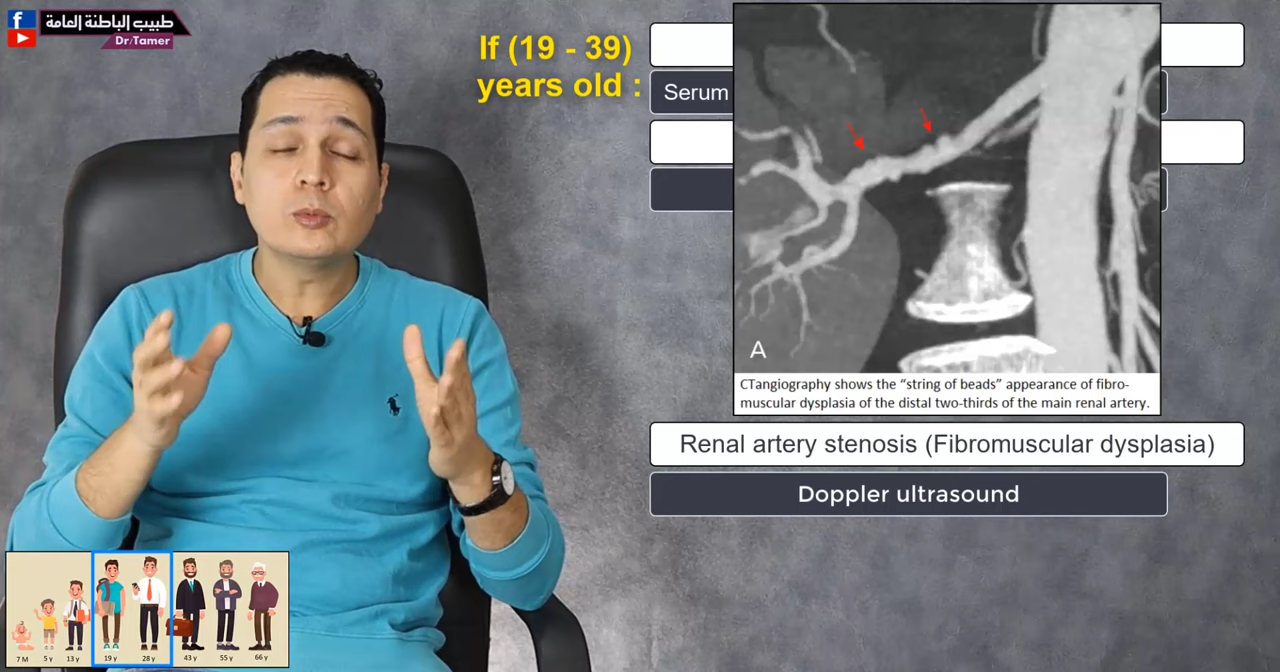 f
طبيب الباطنة العامة
Dr/Tamer
If (19 - 39)
years old :
Serum
A
CTangiography shows the “string of beads” appearance of fibro-
muscular dysplasia of the distal two-thirds of the main renal artery.
Renal artery stenosis (Fibromuscular dysplasia)
Doppler ultrasound
7 M 5 y 13 y 19 y 28 y 43 y 55 y 66 y